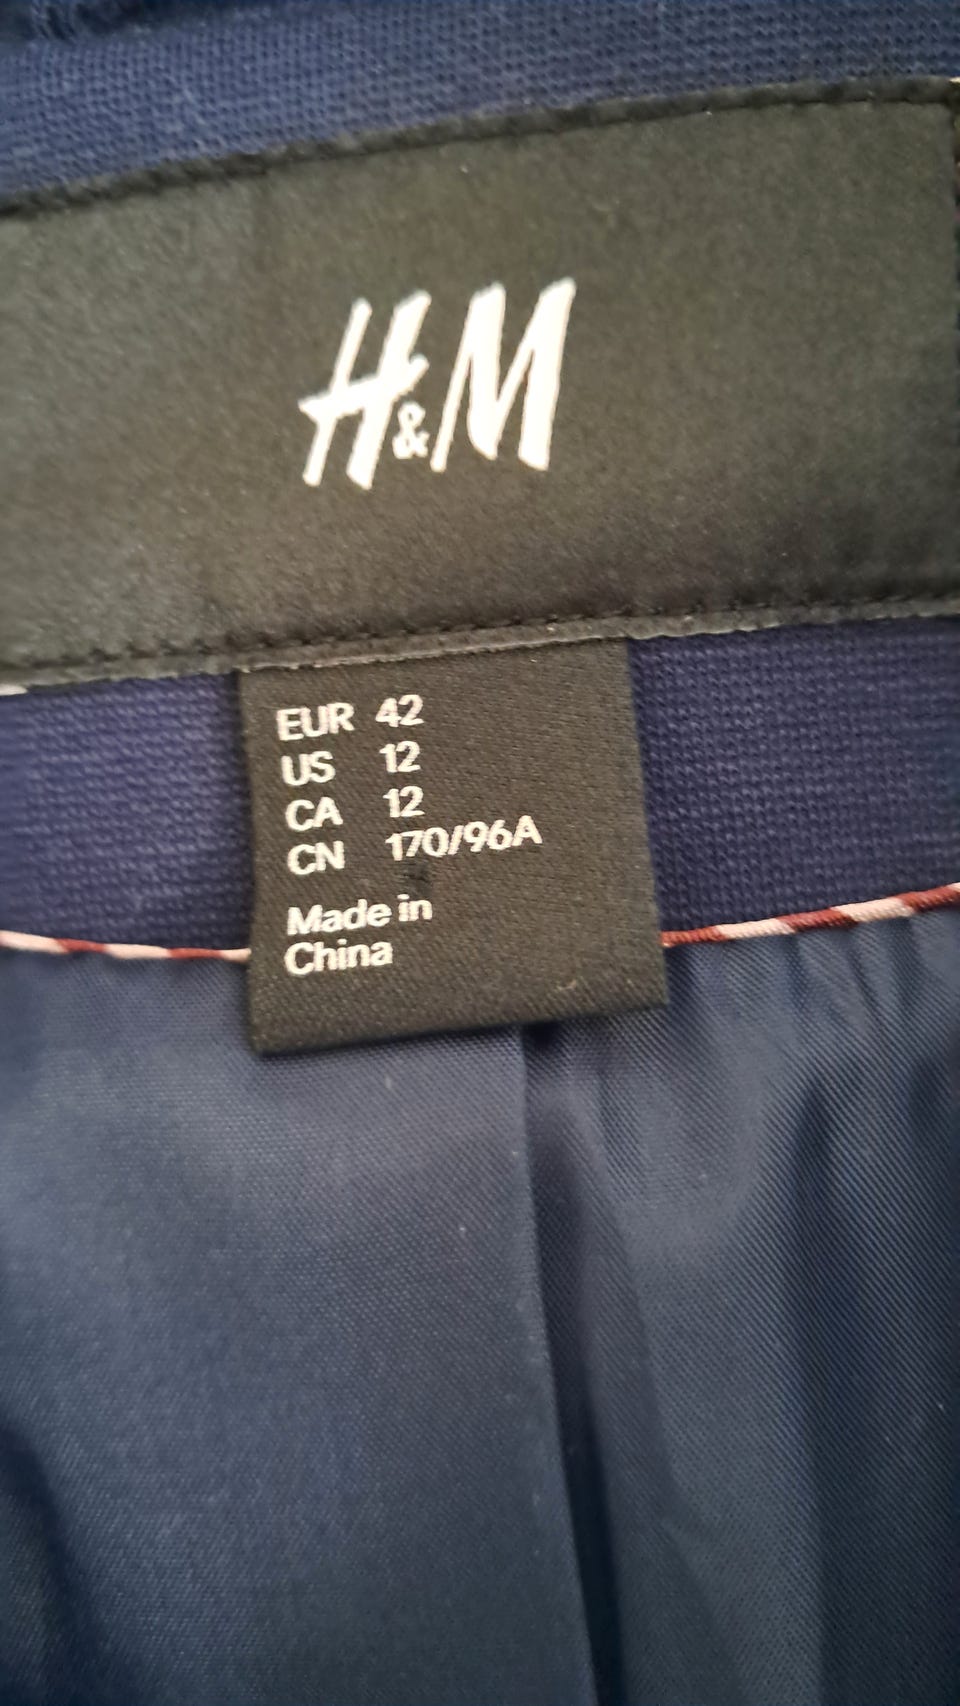 H&M
EUR 42
US 12
CA 12
CN 170/96A
Made in
China